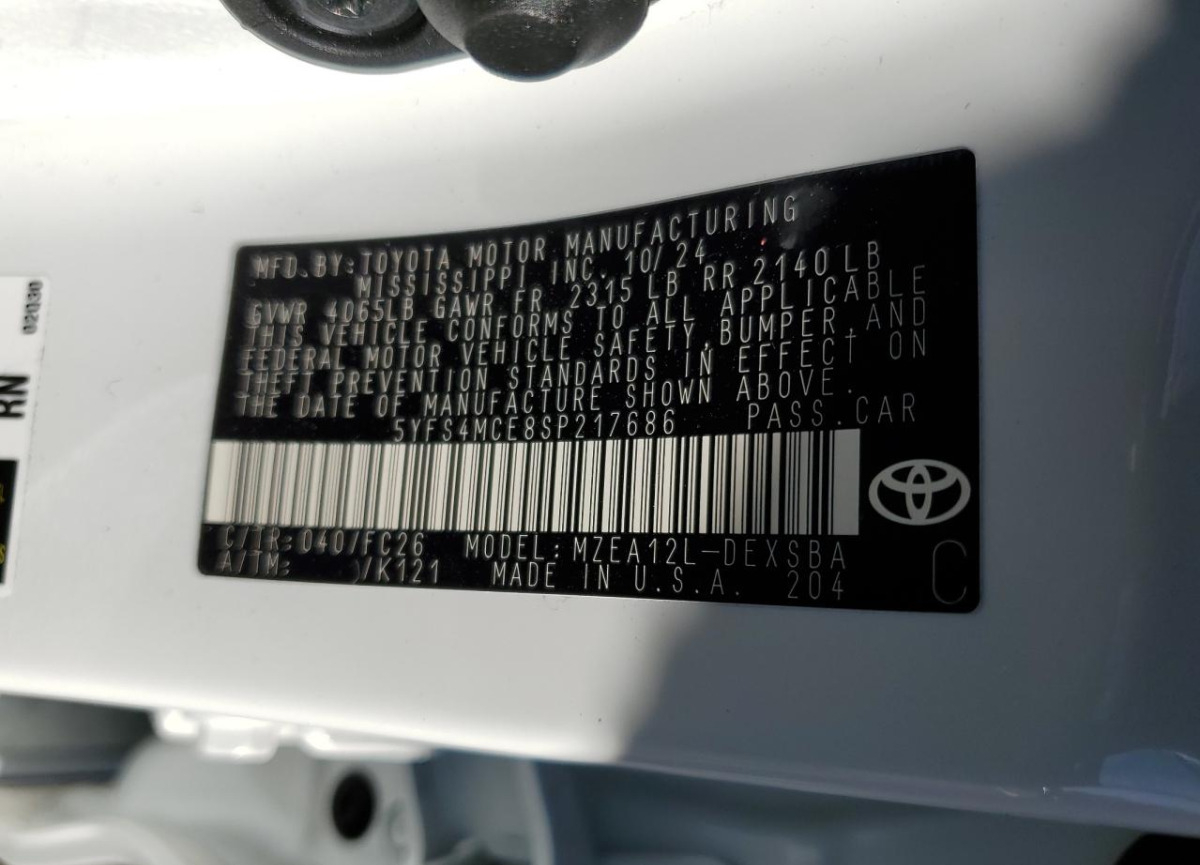 MFD.BY:TOYOTA MOTOR MANUFACTURING
MISSISSIPPI INC. 10/24
GVWR 4065LB GAWR FR 2315 LB RR 2140 LB
THIS VEHICLE CONFORMS TO ALL APPLICABLE
FEDERAL MOTOR VEHICLE SAFETY, BUMPER, AND
THEFT PREVENTION STANDARDS IN EFFECT ON
THE DATE OF MANUFACTURE SHOWN ABOVE.
5YFS4MCE8SP217686 PASS.CAR
C/TR:040/FC26 MODEL:MZEA12L-DEXSBA
A/TM: /K121 MADE IN U.S.A. 204
C
RN
02030